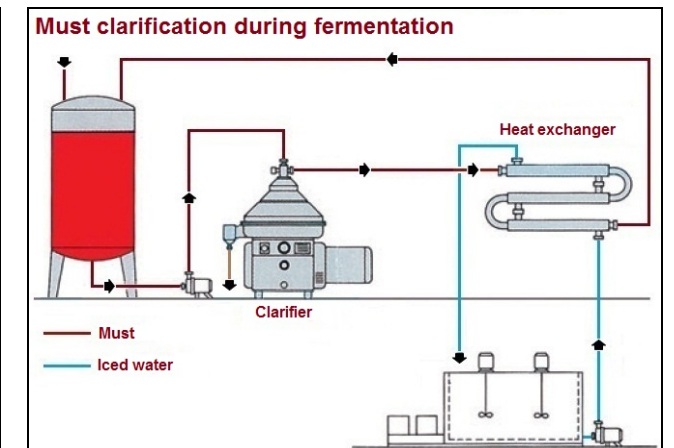 Must clarification during fermentation
Heat exchanger
Clarifier
Must
Iced water